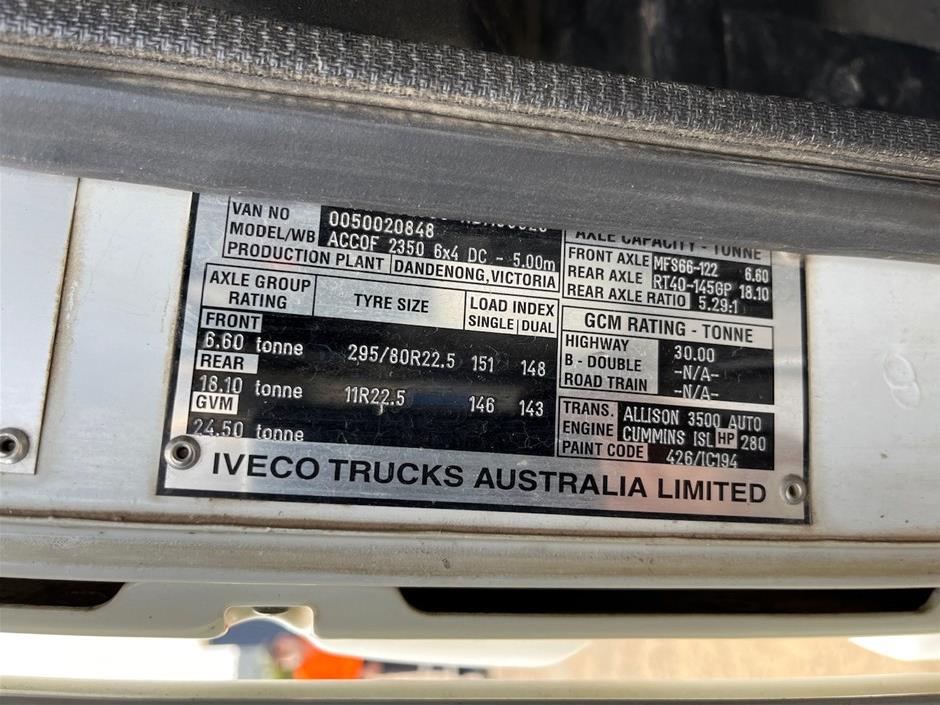 VAN NO 0050020848
MODEL/WB ACCOF 2350 6x4 DC - 5.00m
PRODUCTION PLANT DANDENONG, VICTORIA
AXLE GROUP RATING TYRE SIZE LOAD INDEX
SINGLE DUAL
FRONT
6.60 tonne 295/80R22.5 151 148
REAR
18.10 tonne 11R22.5 146 143
GVM
24.50 tonne
AXLE CAPACITY - TONNE
FRONT AXLE MFS66-122 6.60
REAR AXLE RT40-145GP 18.10
REAR AXLE RATIO 5.29:1
GCM RATING - TONNE
HIGHWAY 30.00
B - DOUBLE -N/A-
ROAD TRAIN -N/A-
TRANS. ALLISON 3500 AUTO
ENGINE CUMMINS ISL HP 280
PAINT CODE 426/IC194
IVECO TRUCKS AUSTRALIA LIMITED